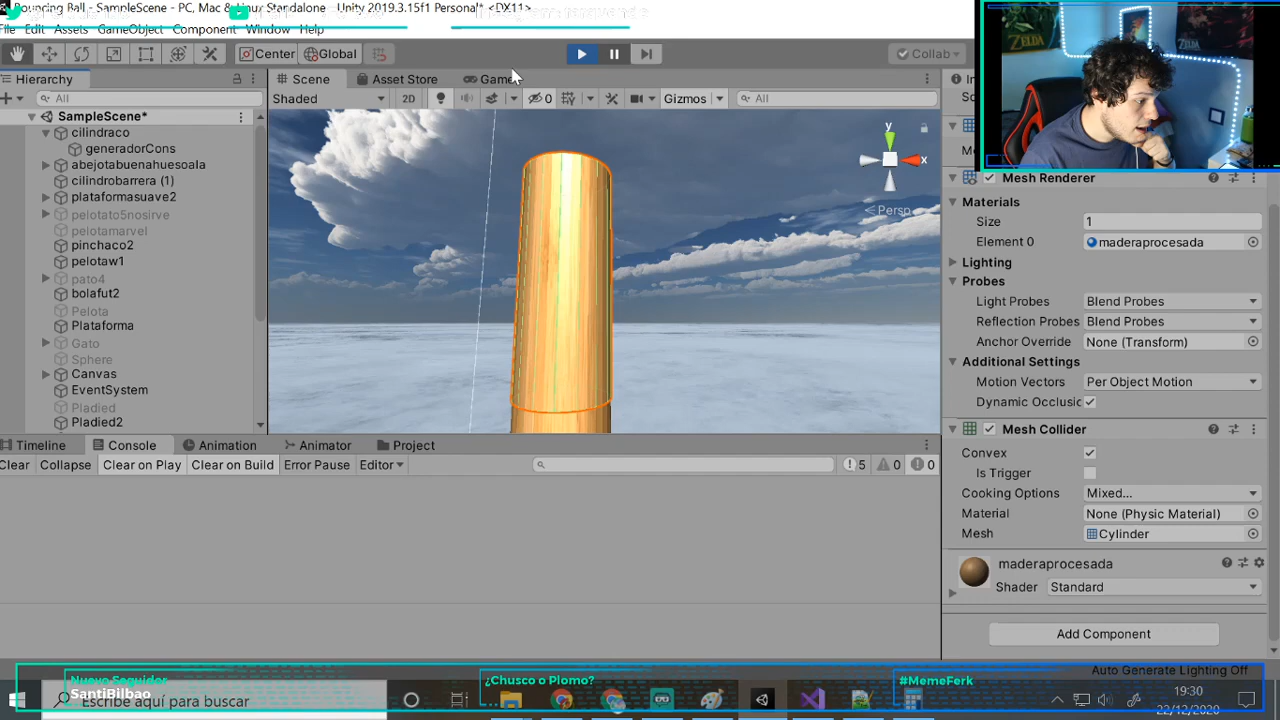 Bouncing Ball - SampleScene - PC, Mac & Linux Standalone - Unity 2019.3.15f1 Personal* <DX11>
File Edit Assets GameObject Component Window Help
Center Global Collab
Hierarchy
All
SampleScene*
cilindraco
generadorCons
abejotabuenahuesoala
cilindrobarrera (1)
plataformasuave2
pelotato5nosirve
pelotamarvel
pinchaco2
pelotaw1
pato4
bolafut2
Pelota
Plataforma
Gato
Sphere
Canvas
EventSystem
Pladied
Pladied2
Scene Asset Store Game
Shaded 2D 0 Gizmos All
y
x
Persp
Mesh Renderer
Materials
Size 1
Element 0 maderaprocesada
Lighting
Probes
Light Probes Blend Probes
Reflection Probes Blend Probes
Anchor Override None (Transform)
Additional Settings
Motion Vectors Per Object Motion
Dynamic Occlusic
Mesh Collider
Convex
Is Trigger
Cooking Options Mixed...
Material None (Physic Material)
Mesh Cylinder
maderaprocesada
Shader Standard
Add Component
Auto Generate Lighting Off
Timeline Console Animation Animator Project
Clear Collapse Clear on Play Clear on Build Error Pause Editor 5 0 0
Nuevo Seguidor
SantiBilbao
Escribe aquí para buscar
¿Chusco o Plomo?
#MemeFerk
19:30
22/12/2020
ZELDA
ZELDA